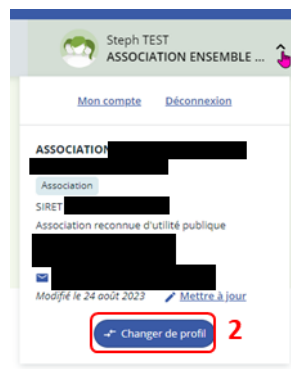 Steph TEST
ASSOCIATION ENSEMBLE ...
Mon compte Déconnexion
ASSOCIATION
Association
SIRET
Association reconnue d'utilité publique
Modifié le 24 août 2023 Mettre à jour
Changer de profil 2